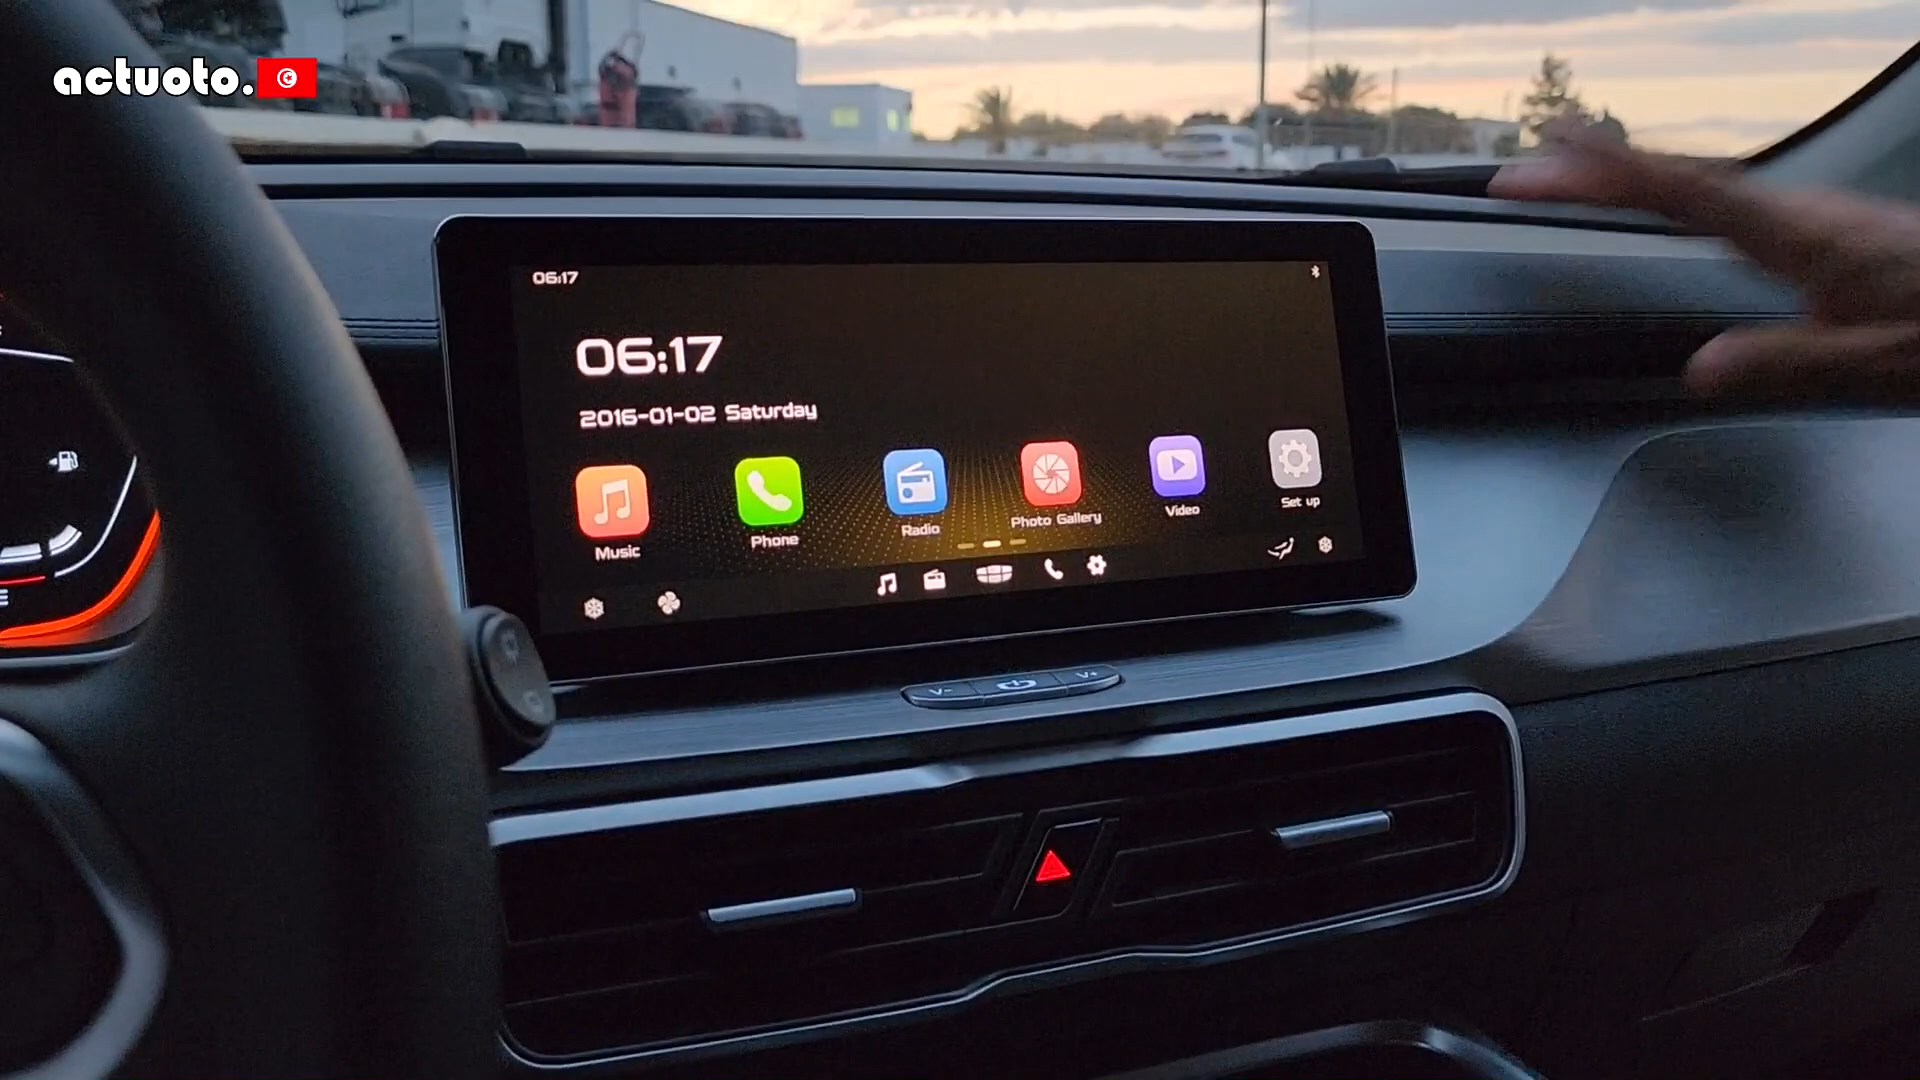 actuoto.
06:17
06:17
2016-01-02 Saturday
Music
Phone
Radio
Photo Gallery
Video
Set up
V-
V+